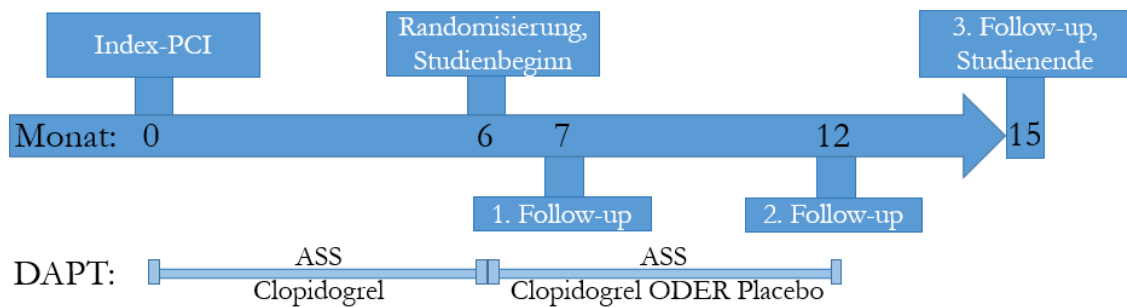 Index-PCI
Randomisierung,
Studienbeginn
3. Follow-up,
Studienende
Monat: 0 6 7 12 15
1. Follow-up
2. Follow-up
DAPT:
ASS
Clopidogrel
ASS
Clopidogrel ODER Placebo